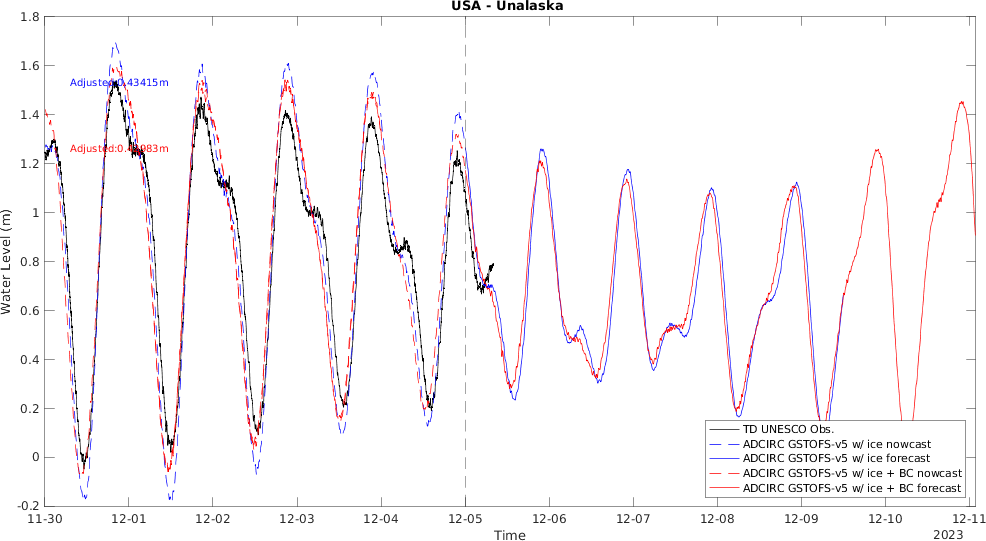 USA - Unalaska
1.8
1.6
1.4
1.2
1
0.8
0.6
0.4
0.2
0
-0.2
Water Level (m)
Adjusted:0.43415m
11-30
12-01
12-02
12-03
12-04
12-05
12-06
12-07
12-08
12-09
12-10
12-11
Time
2023
TD UNESCO Obs.
ADCIRC GSTOFS-v5 w/ ice nowcast
ADCIRC GSTOFS-v5 w/ ice forecast
ADCIRC GSTOFS-v5 w/ ice + BC nowcast
ADCIRC GSTOFS-v5 w/ ice + BC forecast